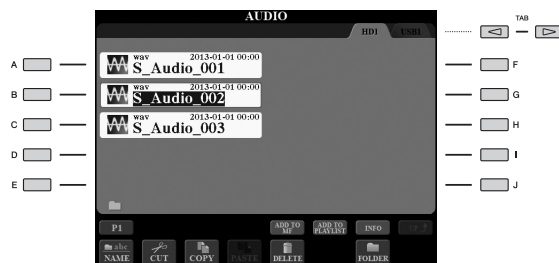 AUDIO
TAB
HD1 USB1
A
wav 2013-01-01 00:00
S_Audio_001
F
B
wav 2013-01-01 00:00
S_Audio_002
G
C
wav 2013-01-01 00:00
S_Audio_003
H
D
I
E
J
P1
ADD TO MF
ADD TO PLAYLIST
INFO
UP
abc
NAME
CUT
COPY
PASTE
DELETE
FOLDER